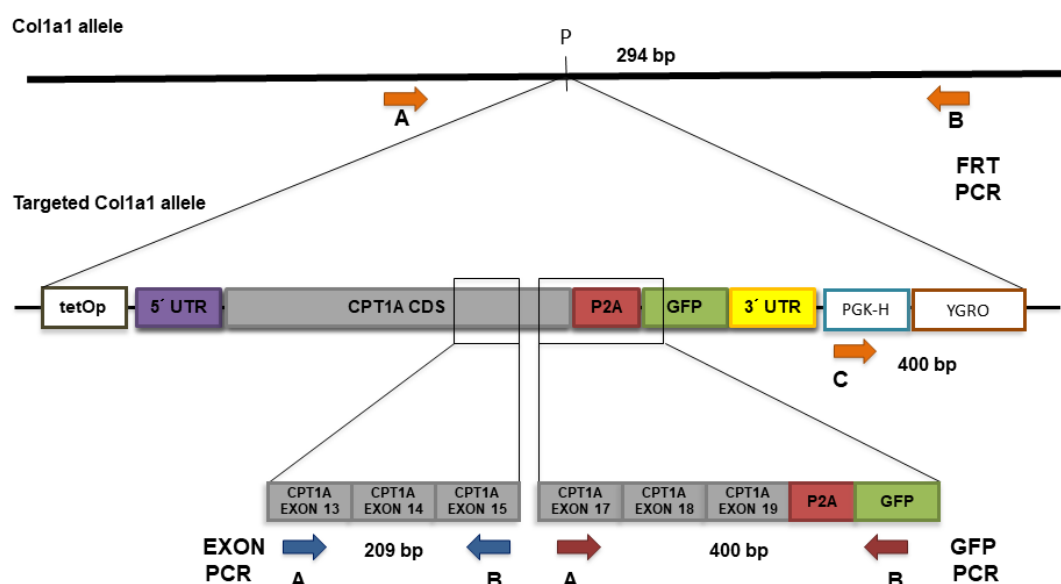 Col1a1 allele
P
294 bp
A
B
FRT
PCR
Targeted Col1a1 allele
tetOp
5´ UTR
CPT1A CDS
P2A
GFP
3´ UTR
PGK-H
YGRO
C
400 bp
CPT1A
EXON 13
CPT1A
EXON 14
CPT1A
EXON 15
CPT1A
EXON 17
CPT1A
EXON 18
CPT1A
EXON 19
P2A
GFP
EXON
PCR
A
209 bp
B
A
400 bp
B
GFP
PCR